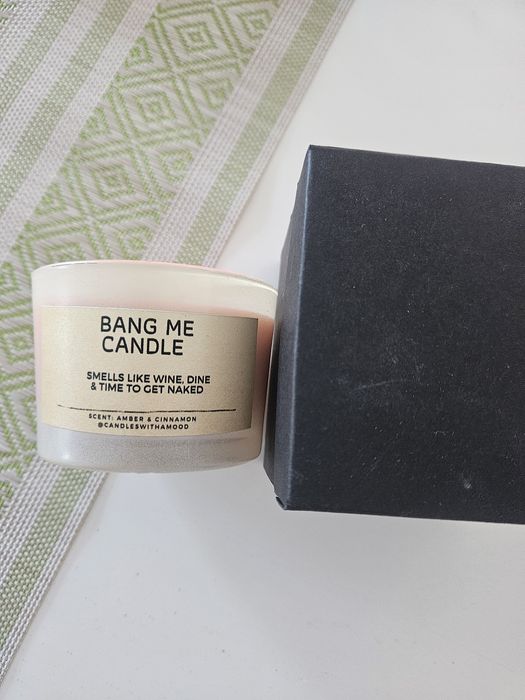 BANG ME
CANDLE
SMELLS LIKE WINE, DINE
& TIME TO GET NAKED
SCENT: AMBER & CINNAMON
@CANDLESWITHAMOOD